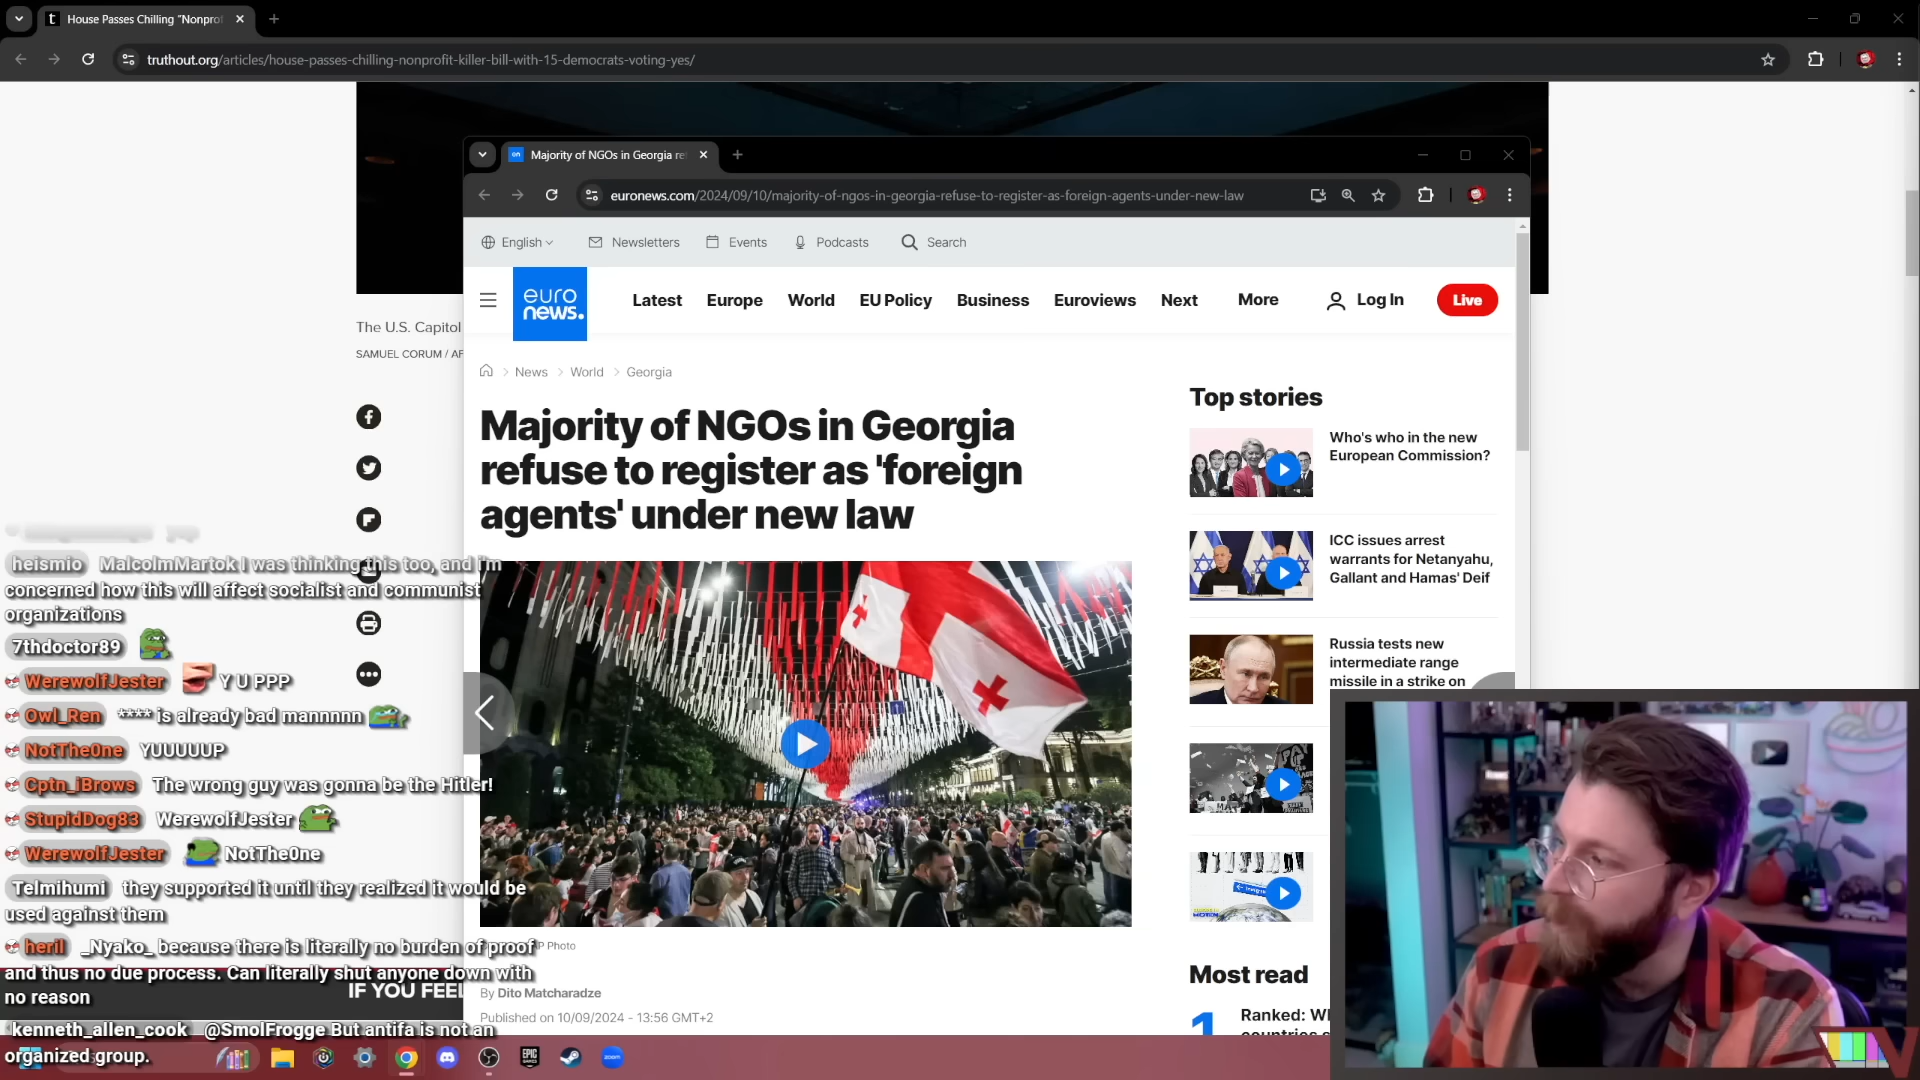 House Passes Chilling "Nonprof
truthout.org/articles/house-passes-chilling-nonprofit-killer-bill-with-15-democrats-voting-yes/
Majority of NGOs in Georgia re
euronews.com/2024/09/10/majority-of-ngos-in-georgia-refuse-to-register-as-foreign-agents-under-new-law
English
Newsletters
Events
Podcasts
Search
euro
news.
Latest
Europe
World
EU Policy
Business
Euroviews
Next
More
Log In
Live
The U.S. Capitol
SAMUEL CORUM / AF
News
World
Georgia
Majority of NGOs in Georgia
refuse to register as 'foreign
agents' under new law
P Photo
By Dito Matcharadze
Published on 10/09/2024 - 13:56 GMT+2
Top stories
Who's who in the new
European Commission?
ICC issues arrest
warrants for Netanyahu,
Gallant and Hamas' Deif
Russia tests new
intermediate range
missile in a strike on
Most read
1
Ranked: Wh
countries s
heismio MalcolmMartok I was thinking this too, and i'm
concerned how this will affect socialist and communist
organizations
7thdoctor89
WerewolfJester Y U PPP
Owl_Ren **** is already bad mannnnn
NotThe0ne YUUUUUP
Cptn_iBrows The wrong guy was gonna be the Hitler!
StupidDog83 WerewolfJester
WerewolfJester NotThe0ne
Telmihumi they supported it until they realized it would be
used against them
heril _Nyako_ because there is literally no burden of proof
and thus no due process. Can literally shut anyone down with
no reason
IF YOU FEEL
kenneth_allen_cook @SmolFrogge But antifa is not an
organized group.
EPIC
zoom